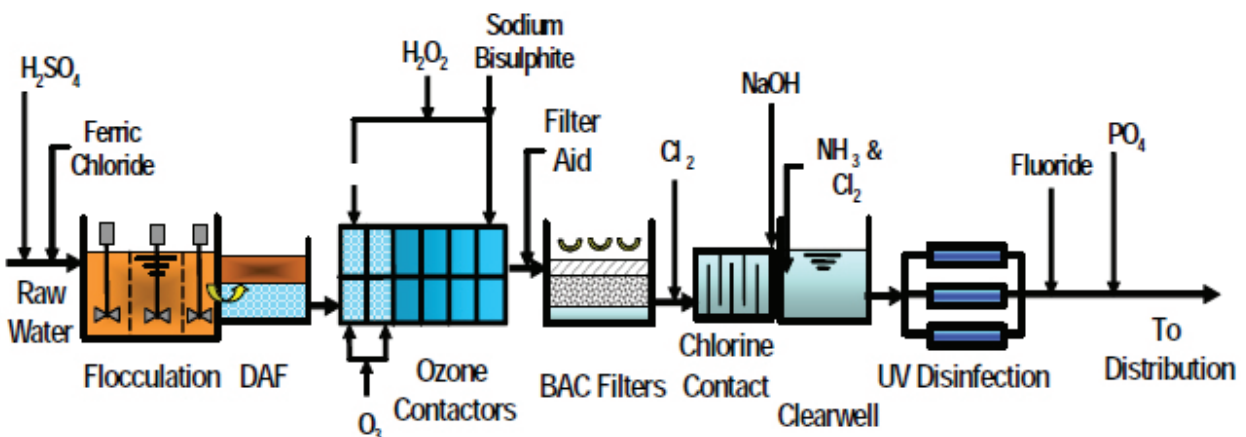 H₂SO₄
Ferric
Chloride
H₂O₂
Sodium
Bisulphite
Filter
Aid
Cl₂
NaOH
NH₃ &
Cl₂
Fluoride
PO₄
Raw
Water
Flocculation
DAF
O₃
Ozone
Contactors
BAC Filters
Chlorine
Contact
Clearwell
UV Disinfection
To
Distribution